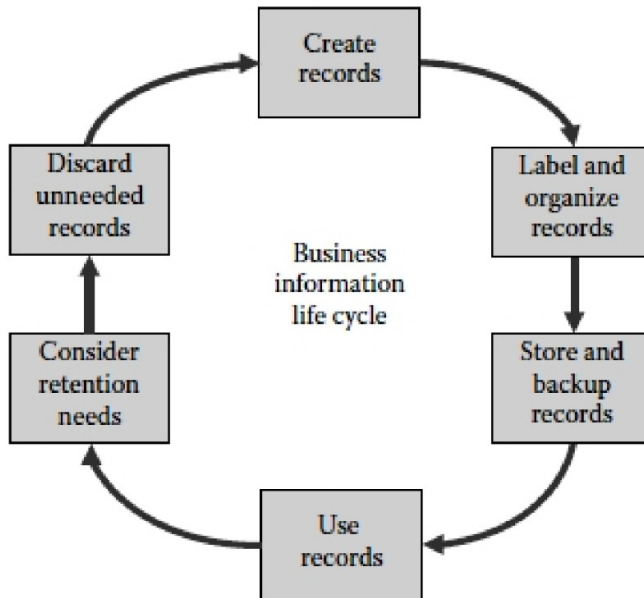 Create
records
Label and
organize
records
Store and
backup
records
Use
records
Consider
retention
needs
Discard
unneeded
records
Business
information
life cycle